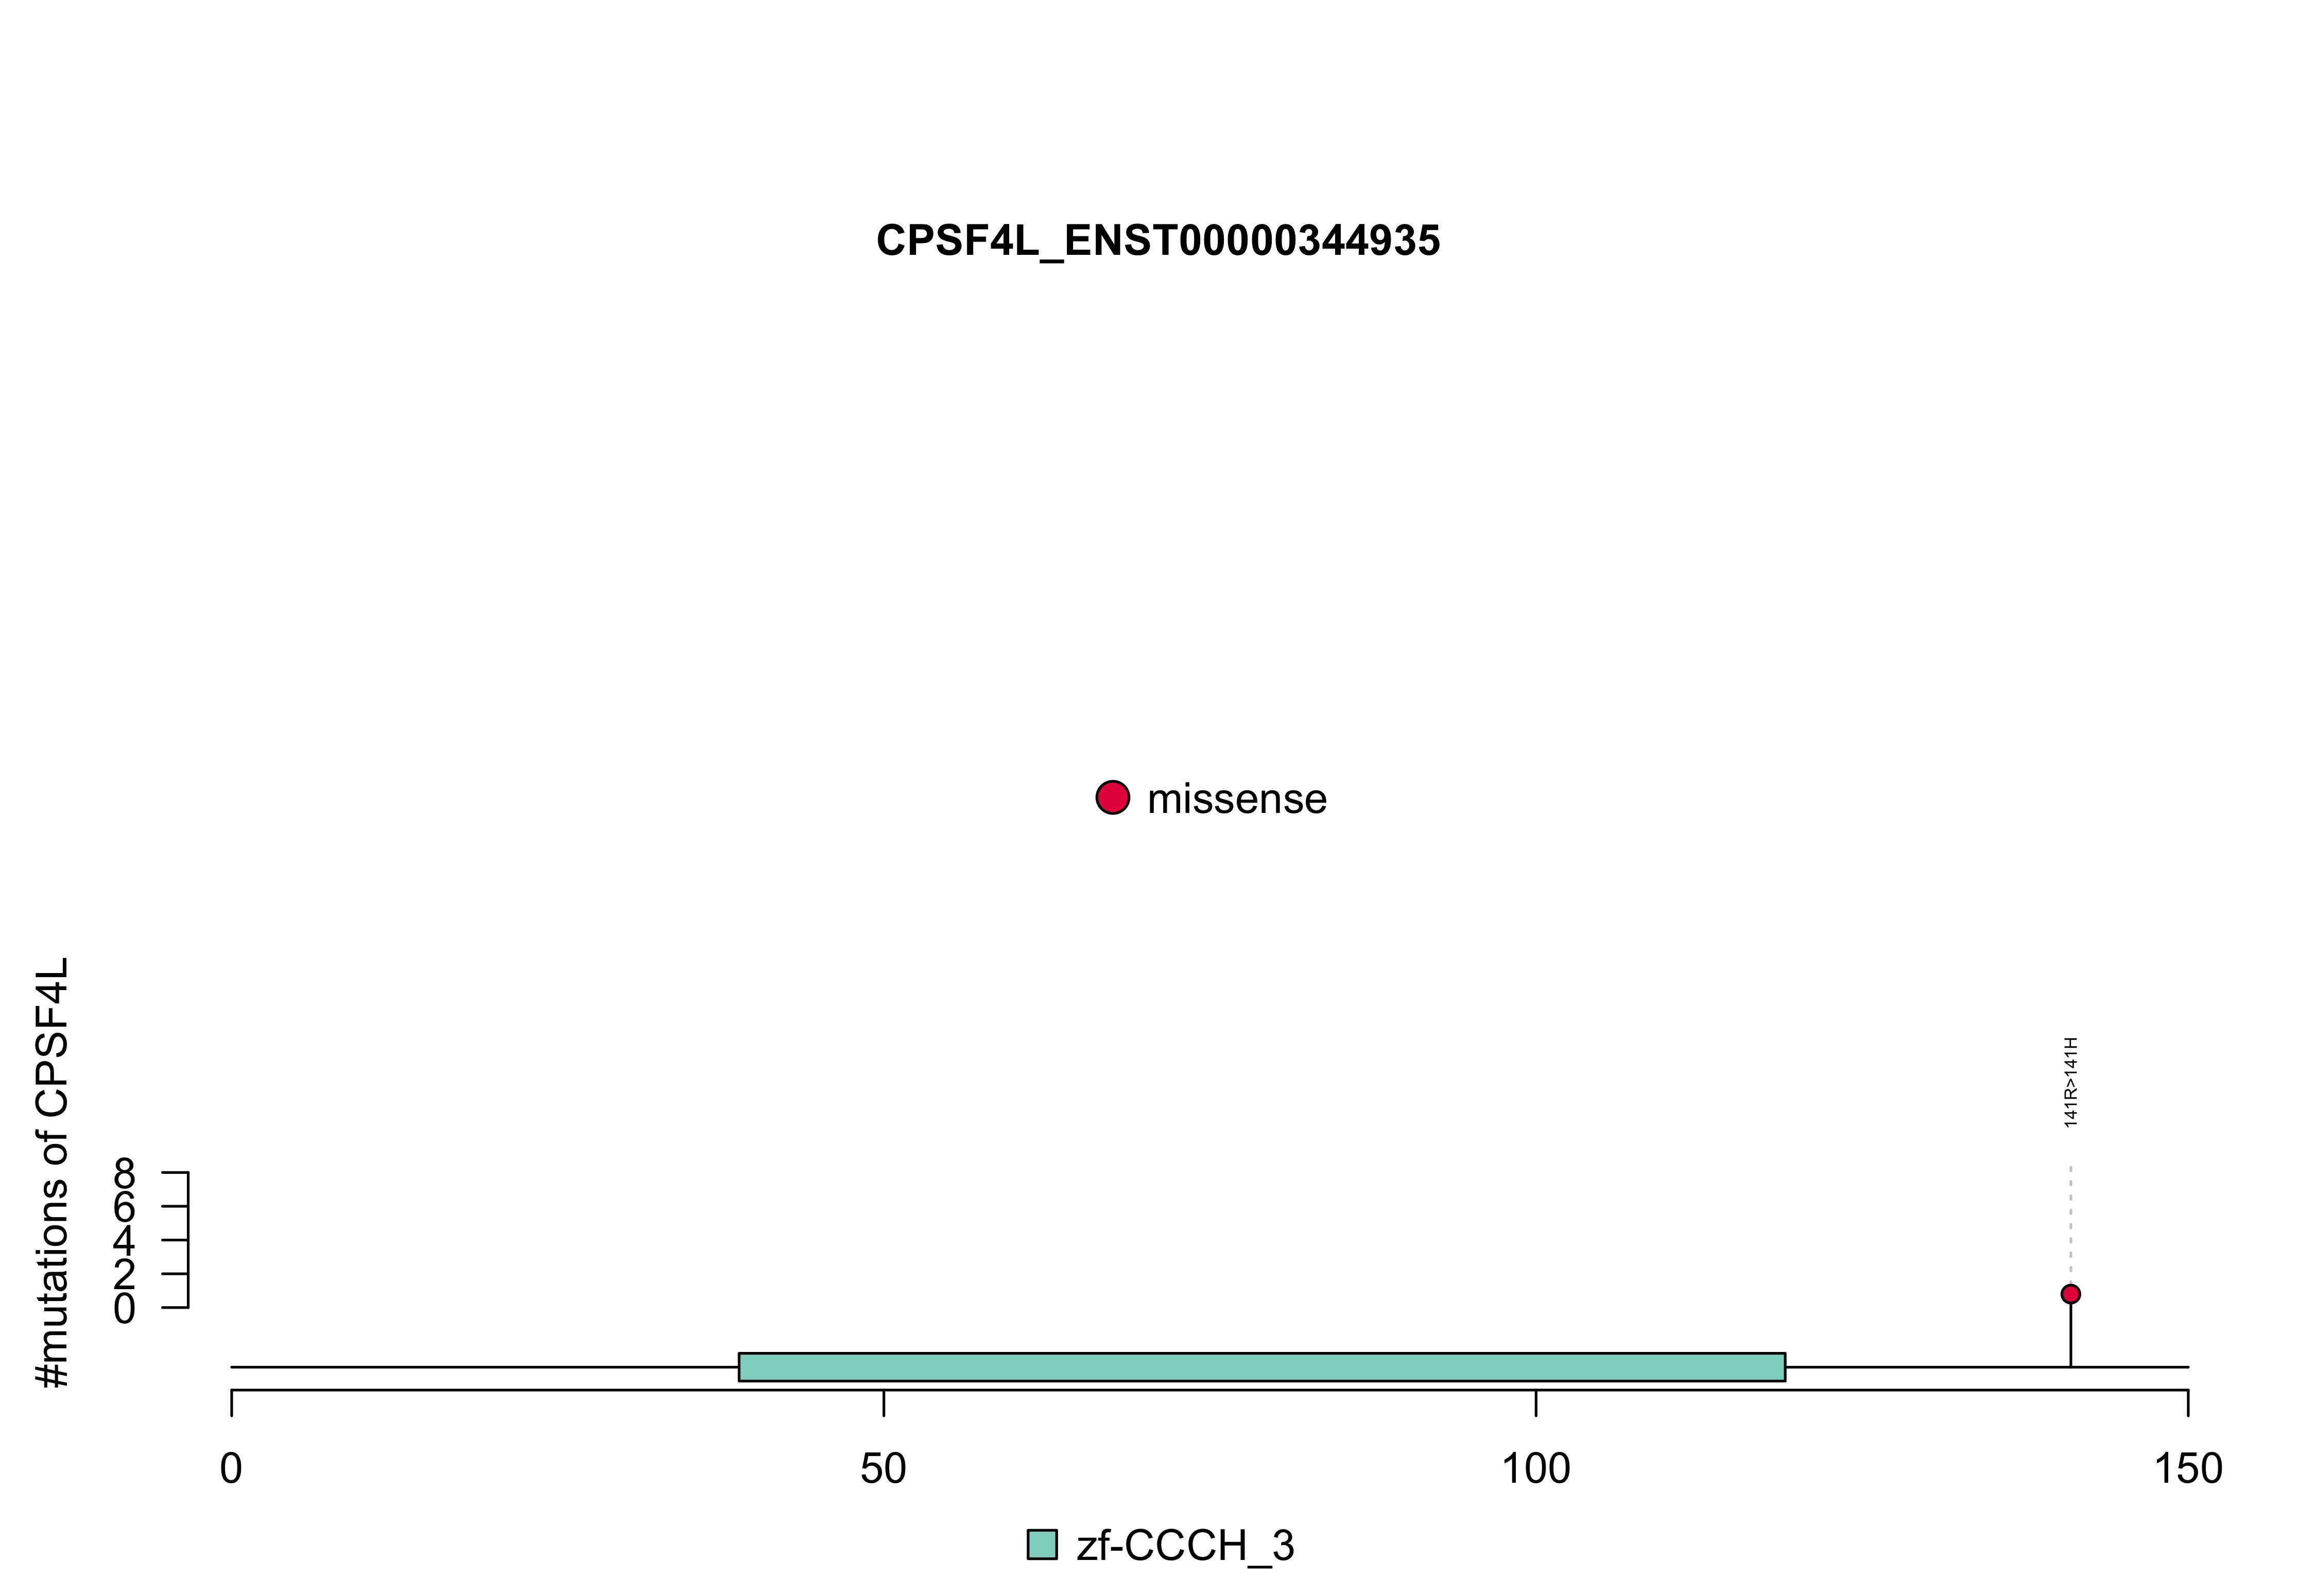 CPSF4L_ENST00000344935
missense
#mutations of CPSF4L
141R>141H
8
6
4
2
0
0
50
100
150
zf-CCCH_3